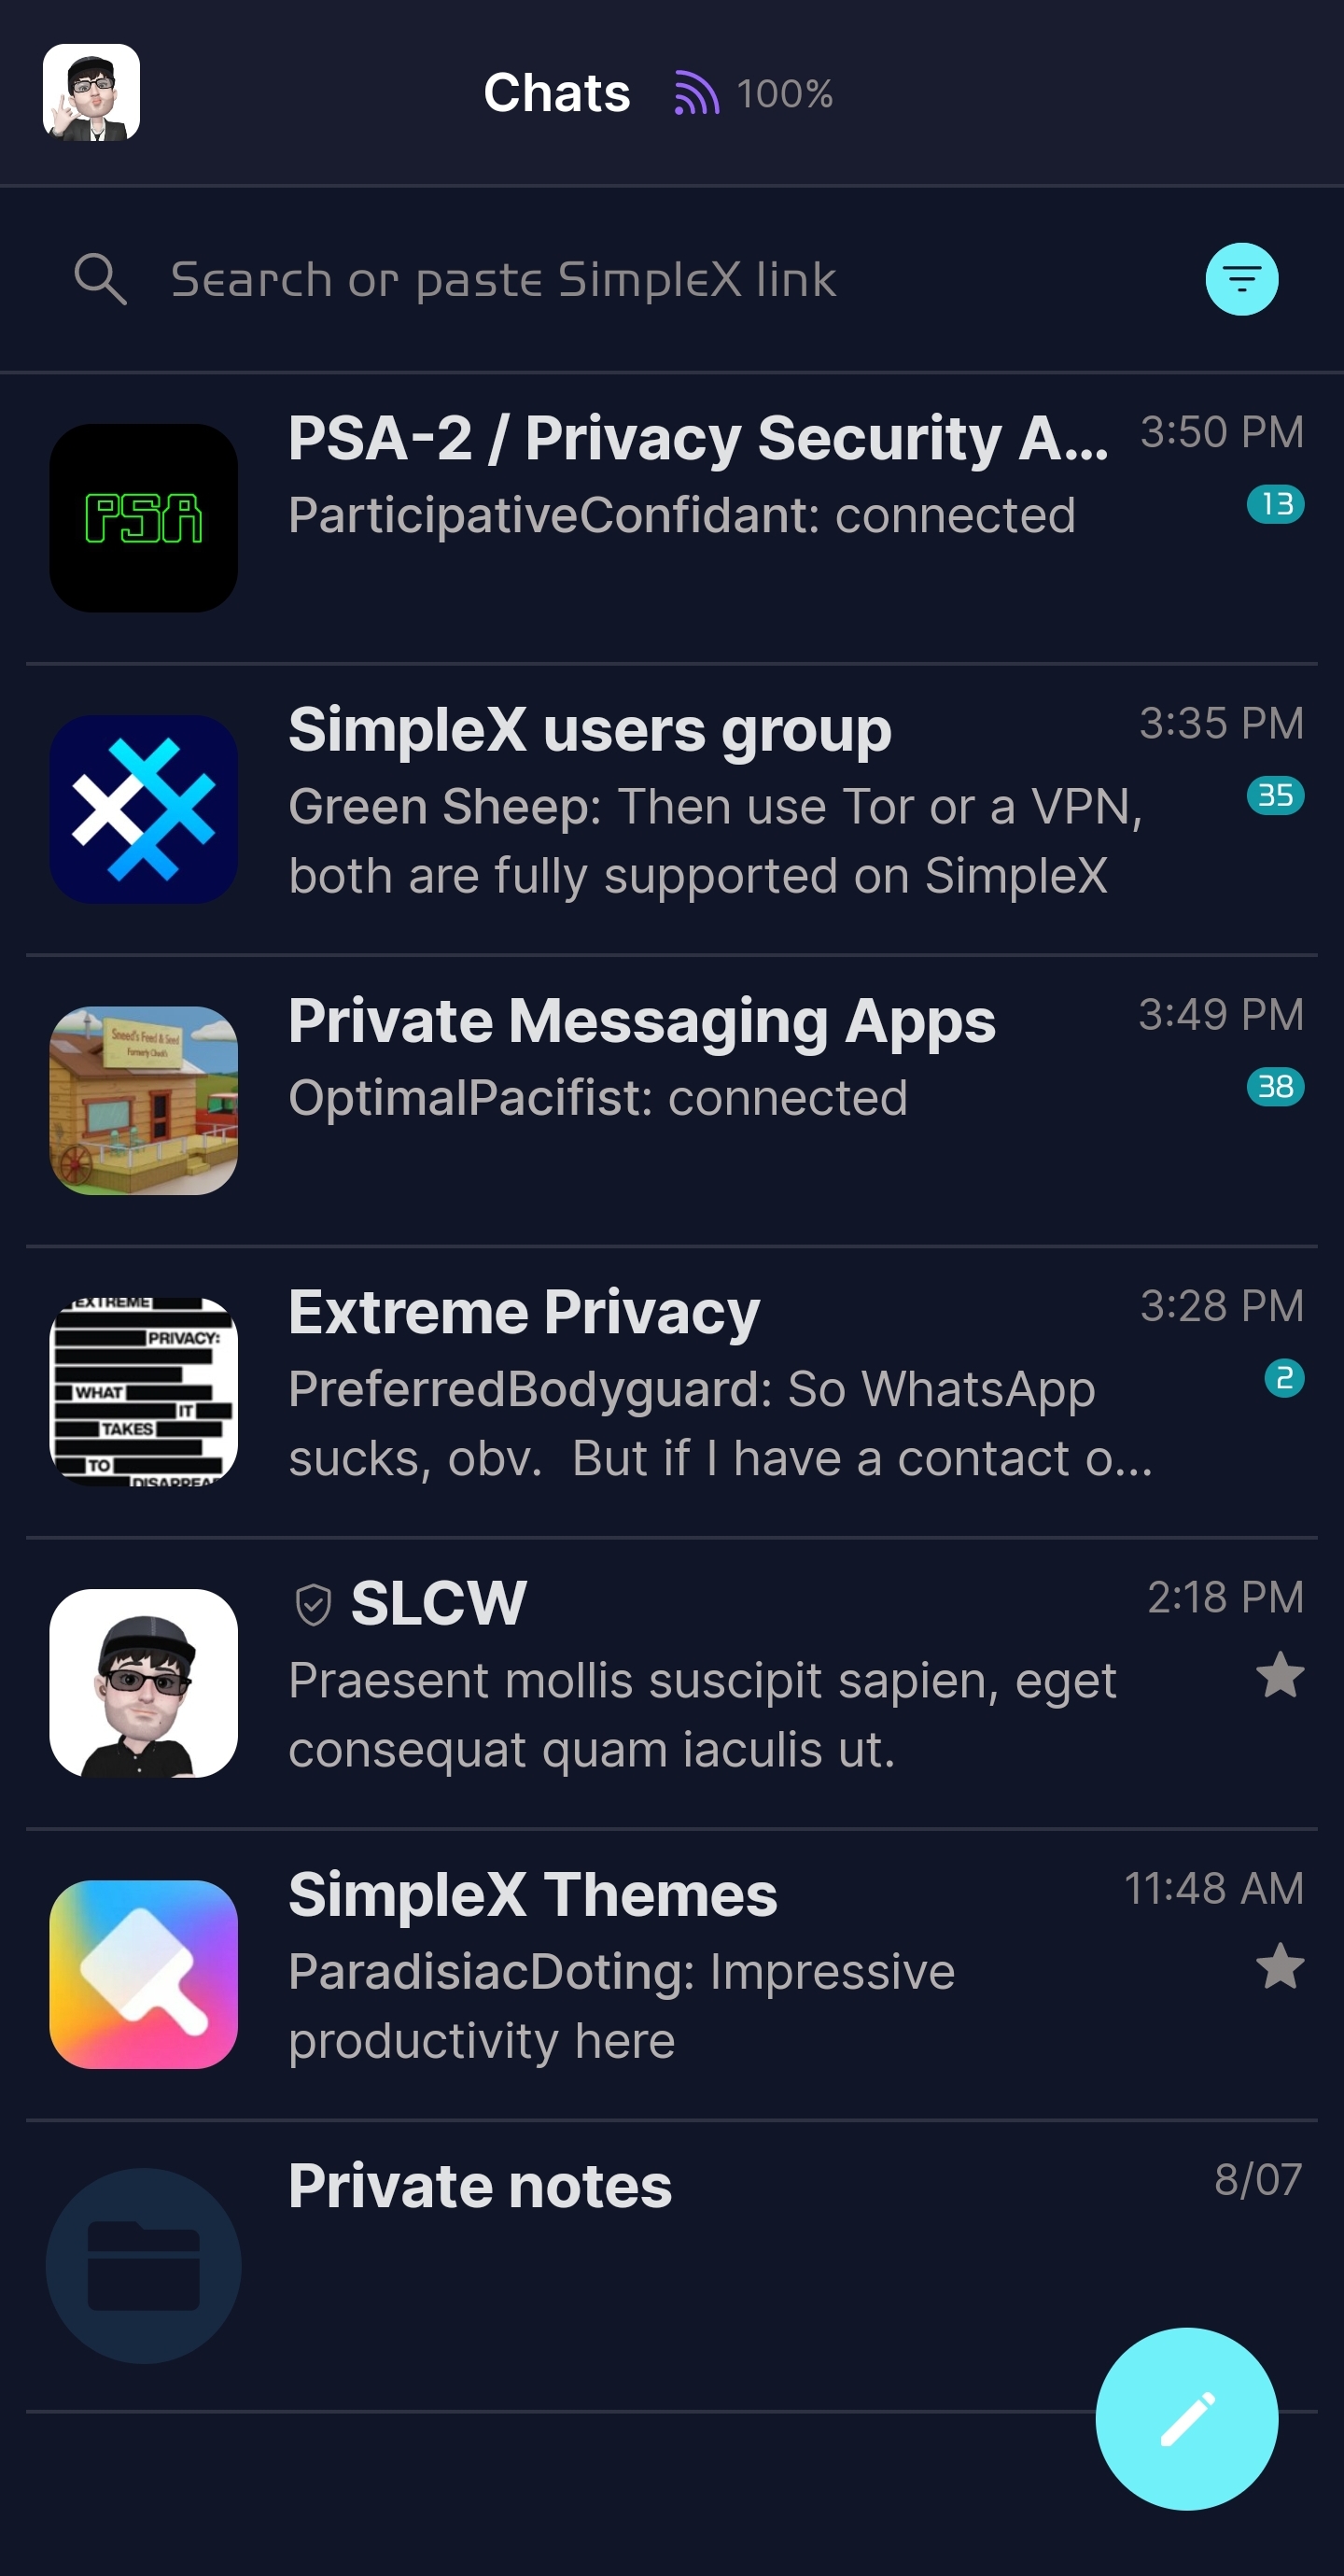 Chats 100%
Search or paste SimpleX link
PSA-2 / Privacy Security A... 3:50 PM
PSA
ParticipativeConfidant: connected 13
SimpleX users group 3:35 PM
Green Sheep: Then use Tor or a VPN, 35
both are fully supported on SimpleX
Private Messaging Apps 3:49 PM
Sneed's Feed & Seed
Formerly Chuck's
OptimalPacifist: connected 38
Extreme Privacy 3:28 PM
EXTREME
PRIVACY:
WHAT
IT
TAKES
TO
DISAPPEAR
PreferredBodyguard: So WhatsApp 2
sucks, obv.  But if I have a contact o...
SLCW 2:18 PM
Praesent mollis suscipit sapien, eget
consequat quam iaculis ut.
SimpleX Themes 11:48 AM
ParadisiacDoting: Impressive
productivity here
Private notes 8/07